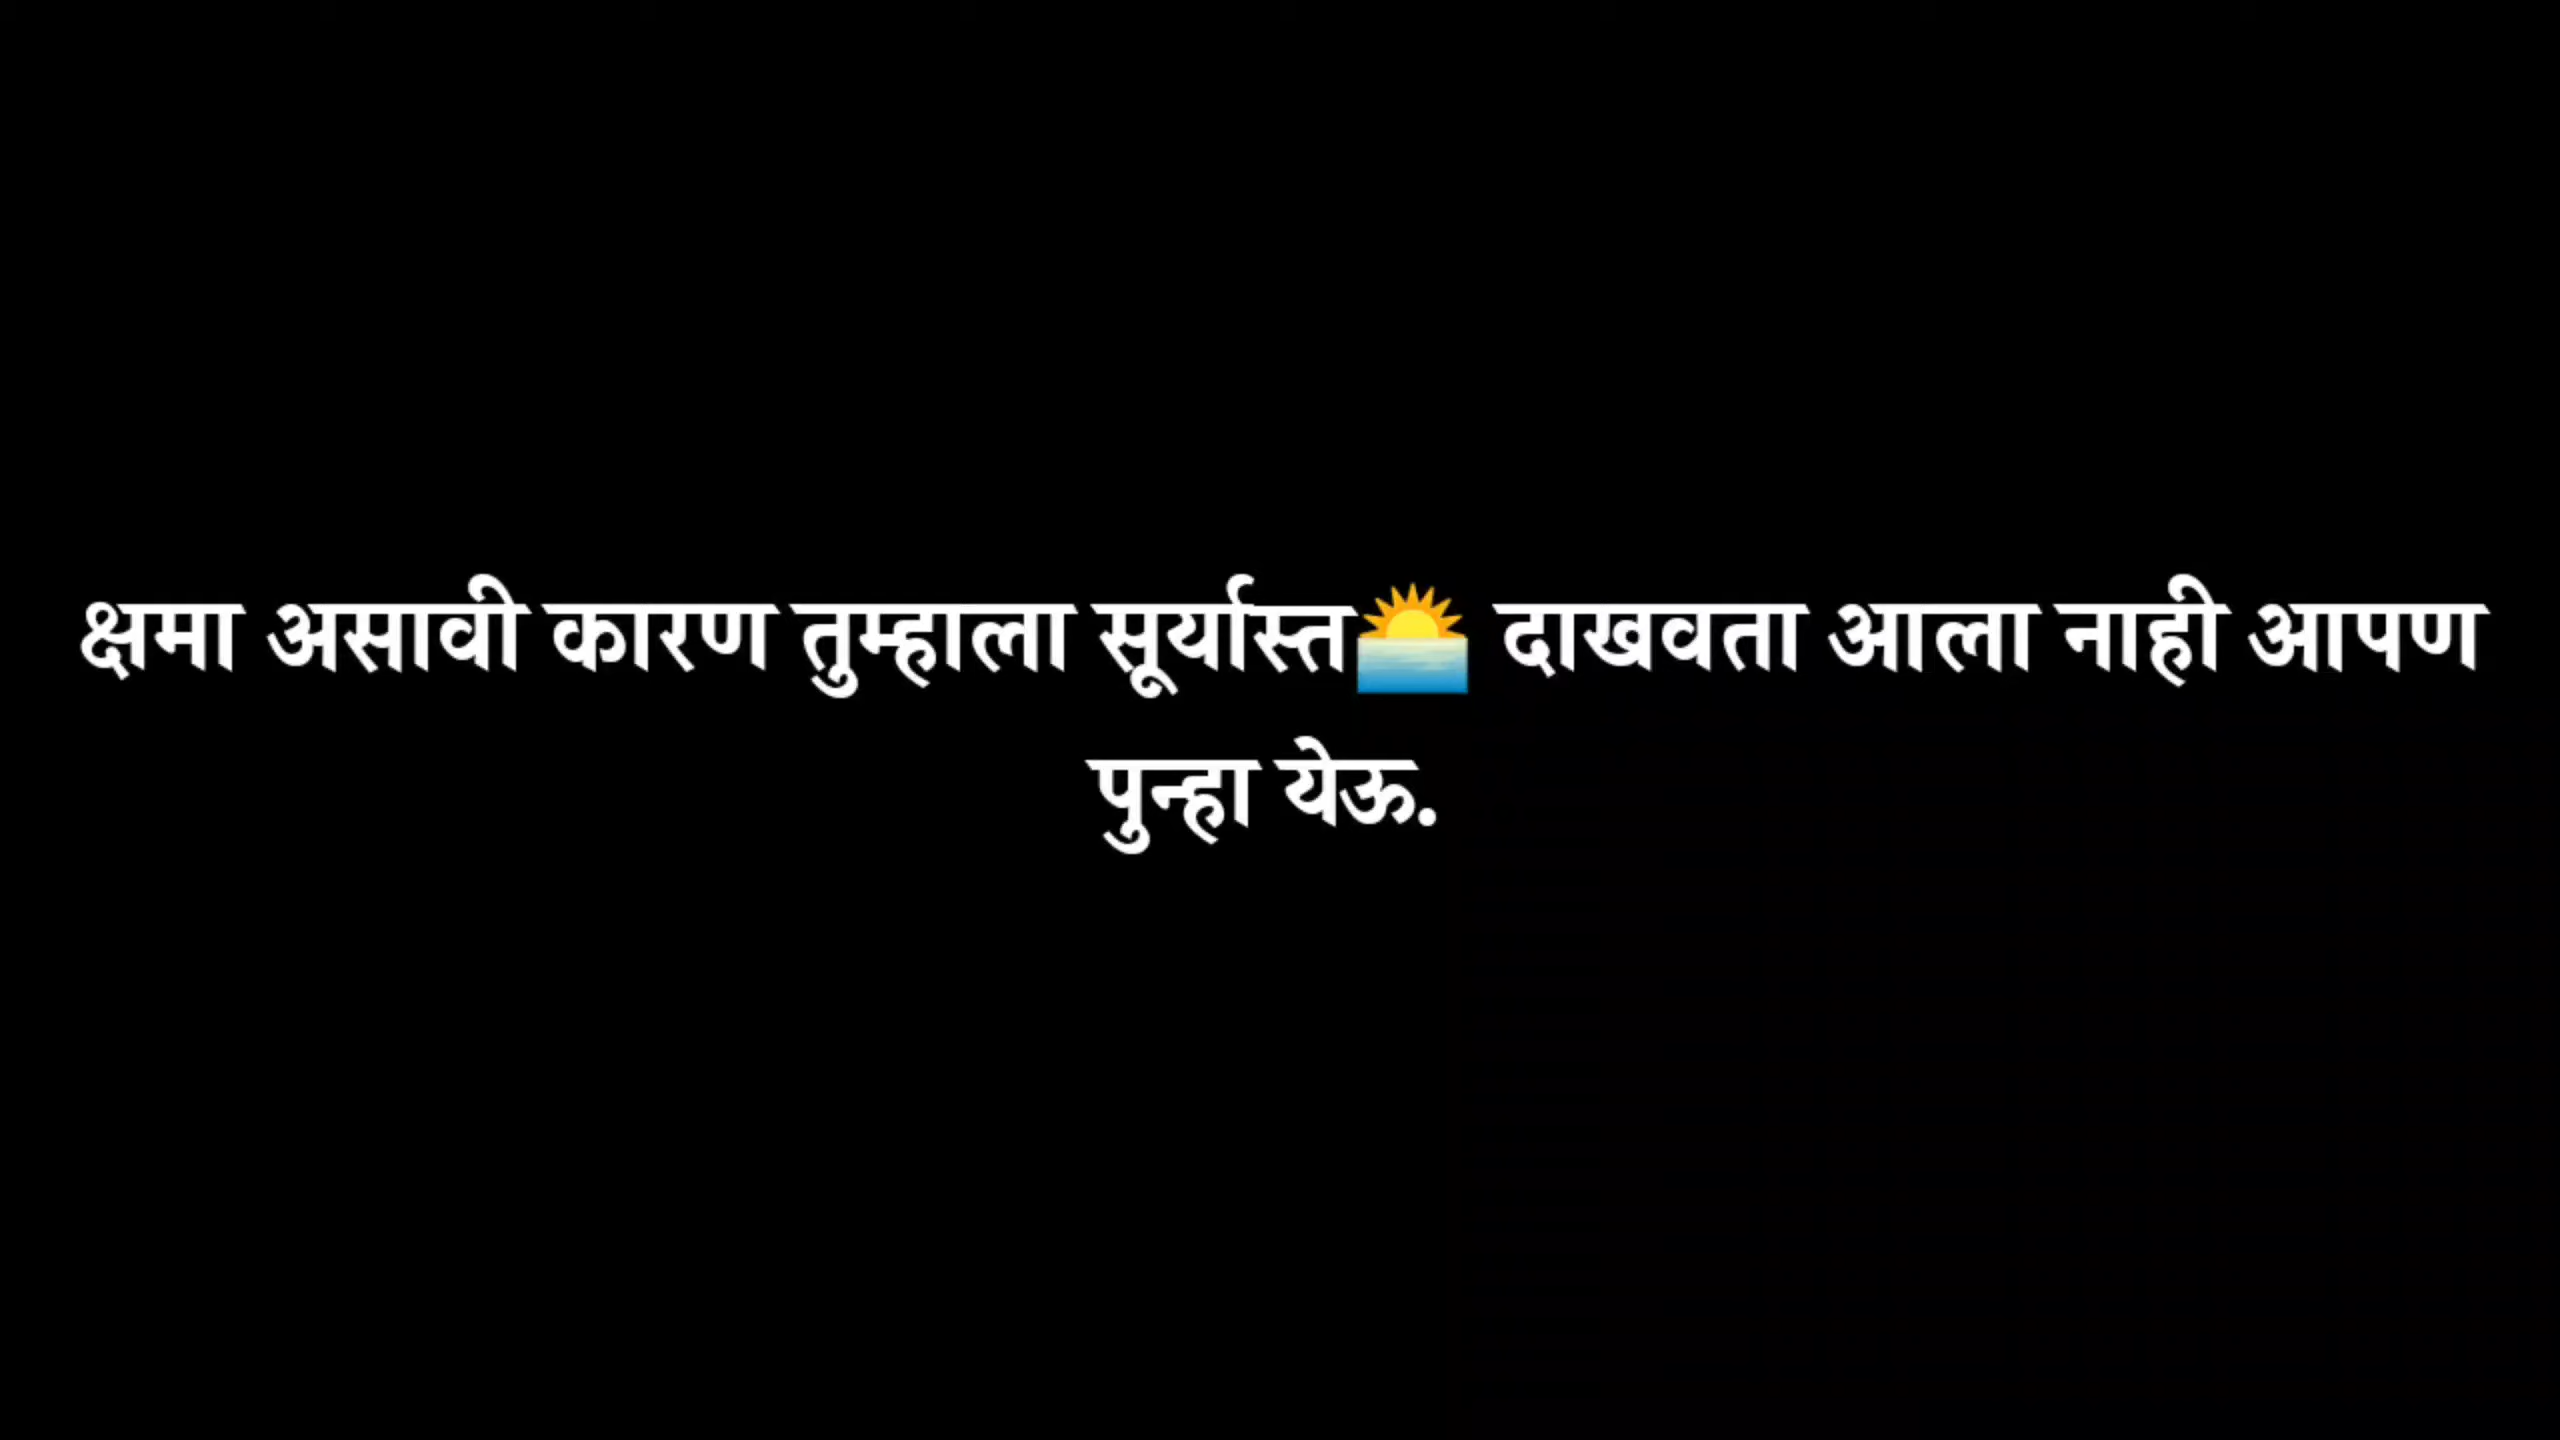 क्षमा असावी कारण तुम्हाला सूर्यास्त🌅 दाखवता आला नाही आपण
पुन्हा येऊ.